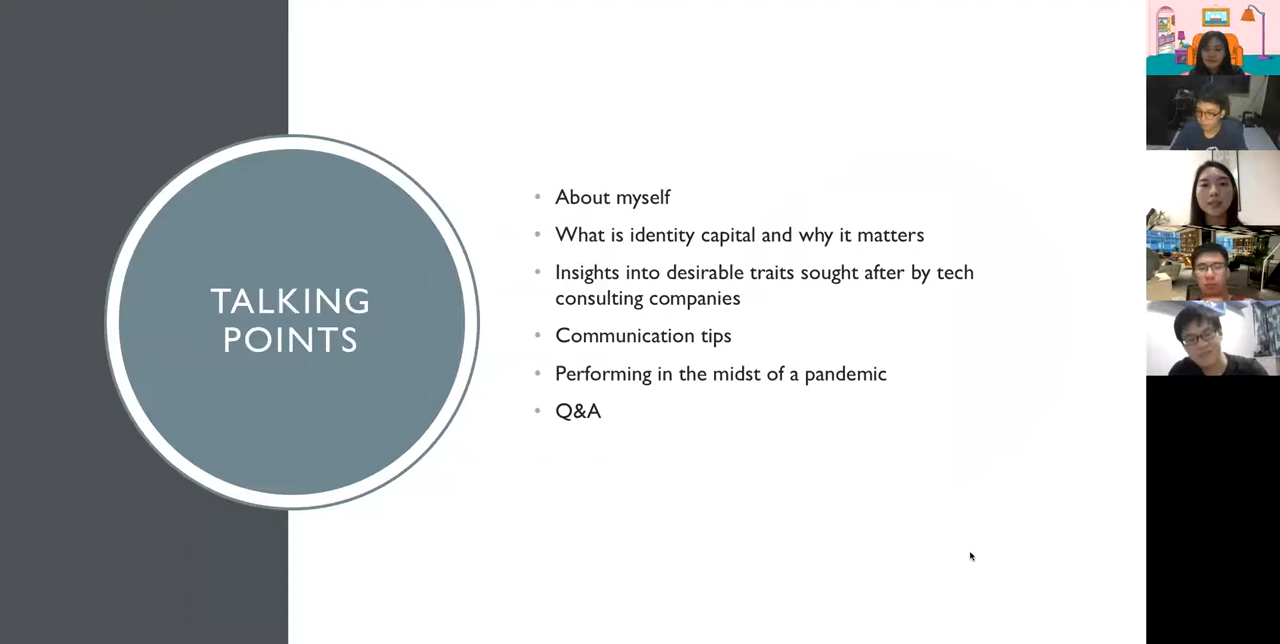 TALKING
POINTS
• About myself
• What is identity capital and why it matters
• Insights into desirable traits sought after by tech
consulting companies
• Communication tips
• Performing in the midst of a pandemic
• Q&A